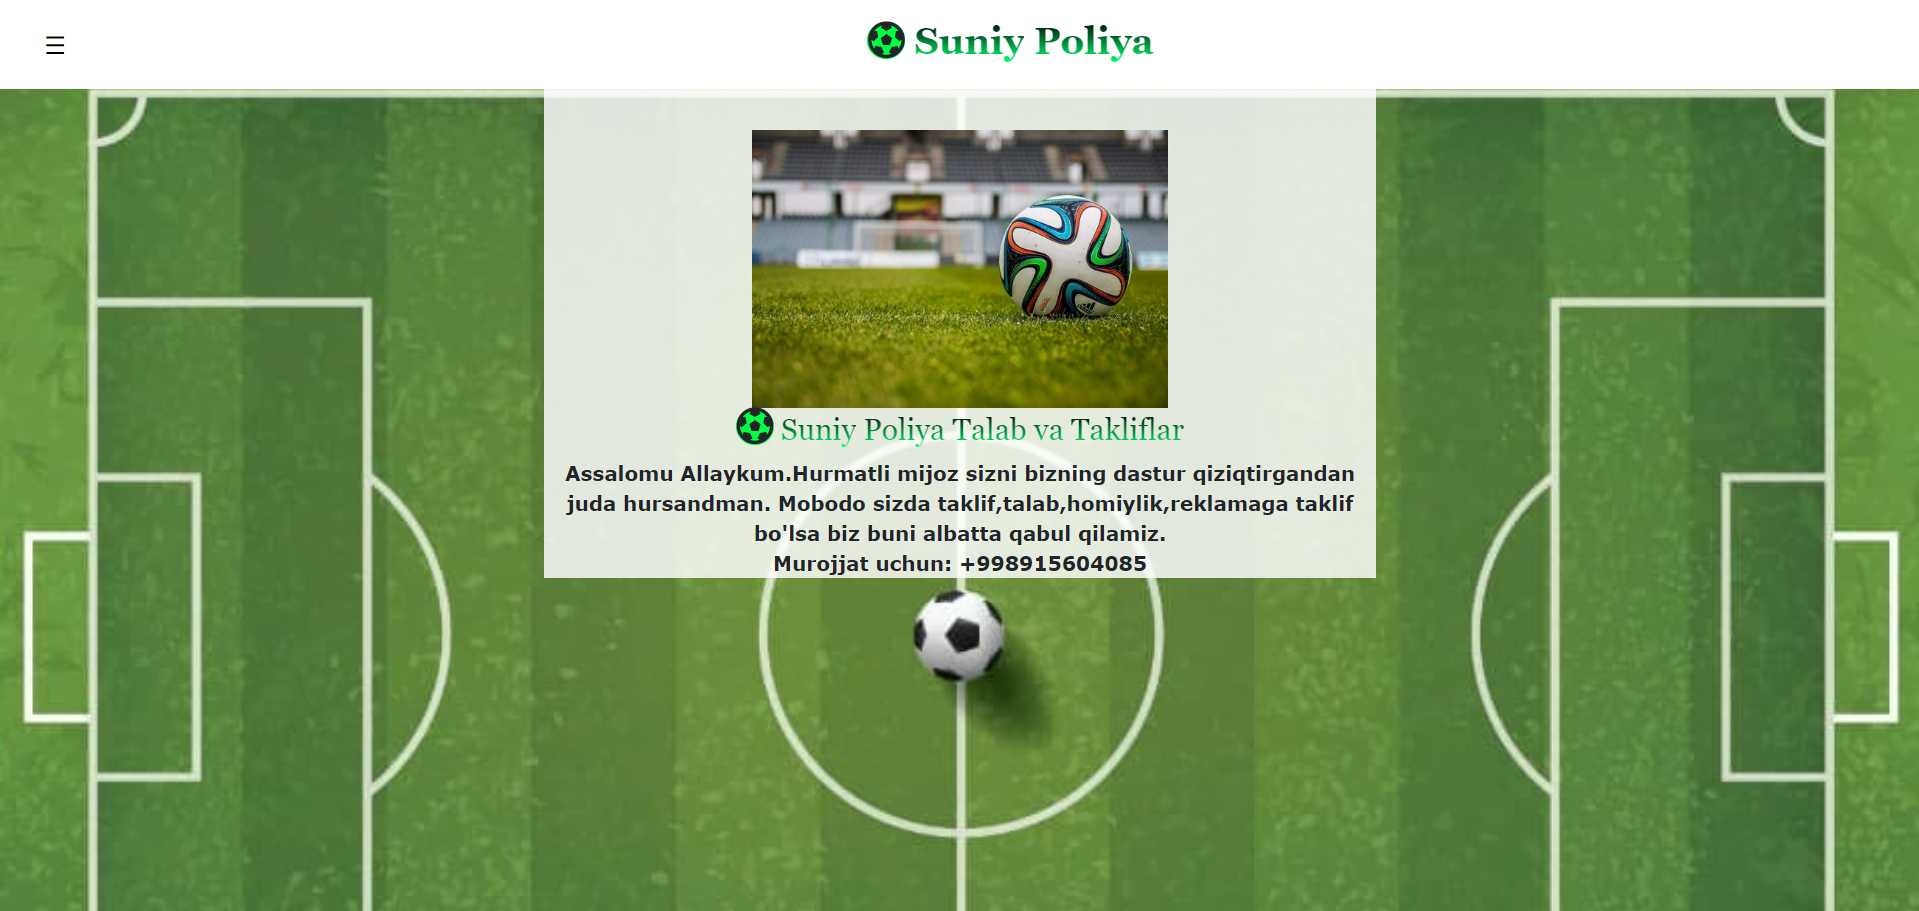 Suniy Poliya
Suniy Poliya Talab va Takliflar
Assalomu Allaykum.Hurmatli mijoz sizni bizning dastur qiziqtirgandan
juda hursandman. Mobodo sizda taklif,talab,homiylik,reklamaga taklif
bo'lsa biz buni albatta qabul qilamiz.
Murojjat uchun: +998915604085